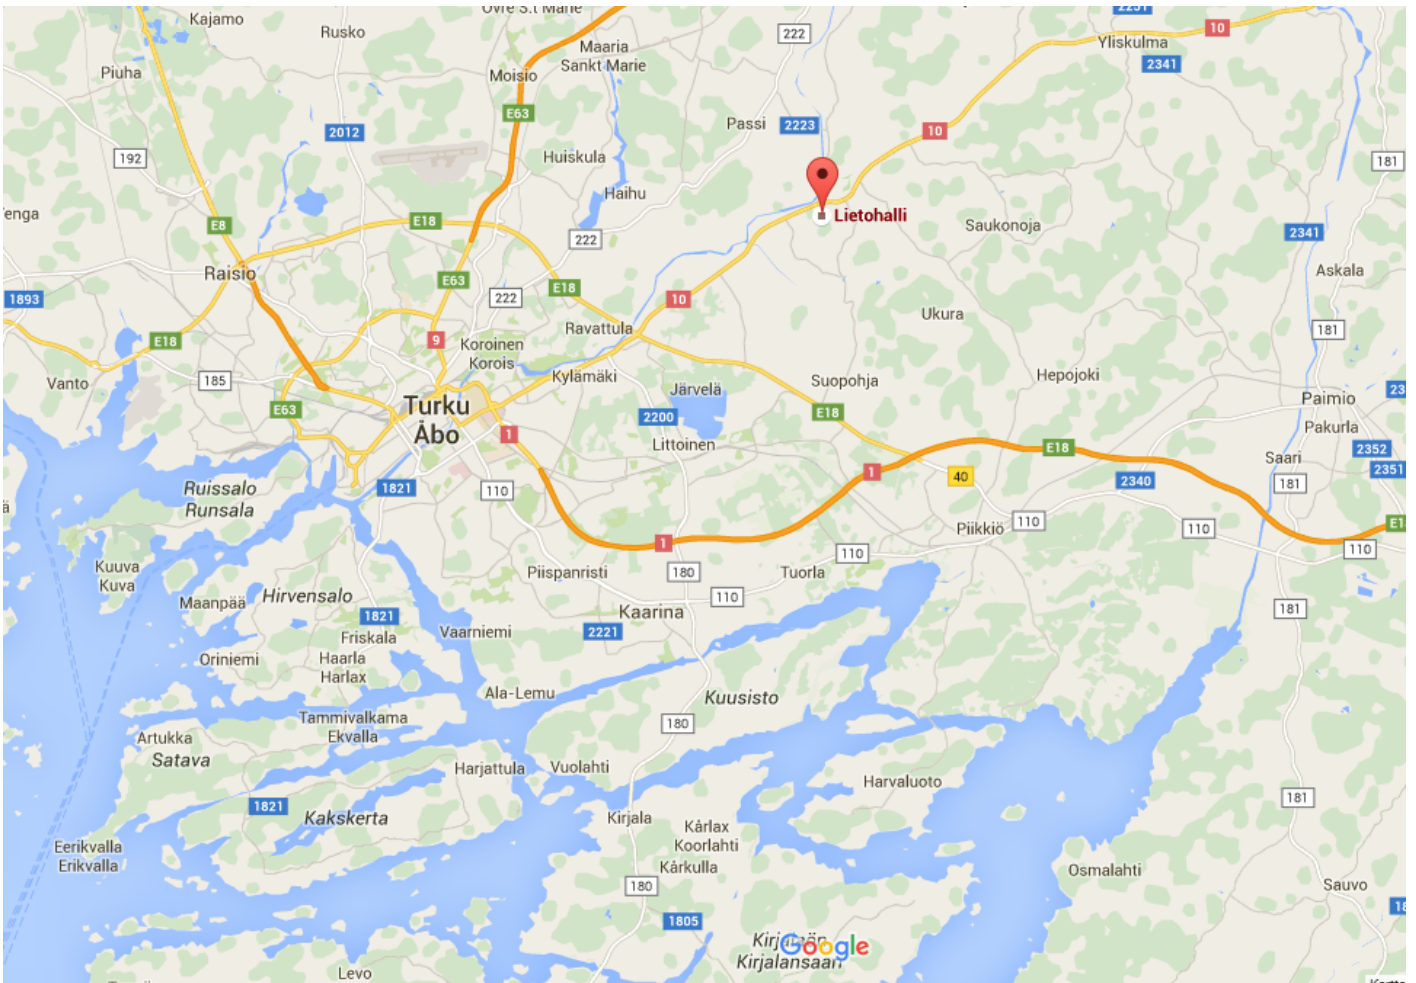 Kajamo
Övre S:t Marie
2231
Rusko
222
10
Maaria
Sankt Marie
Yliskulma
2341
Piuha
Moisio
E63
Passi
2223
10
2012
192
Huiskula
181
Haihu
Lietohalli
E8
E18
222
Saukonoja
2341
Raisio
Askala
E63
222
E18
1893
10
Ukura
181
E18
9
Ravattula
Koroinen
Korois
Vanto
185
Kylämäki
Järvelä
Suopohja
Hepojoki
Paimio
E63
Turku
Åbo
2200
E18
Pakurla
1
Littoinen
Saari
2352
1
E18
2351
Ruissalo
Runsala
1821
110
40
2340
181
Piikkiö
110
110
1
110
110
Kuuva
Kuva
Piispanristi
180
Tuorla
Maanpää
Hirvensalo
Kaarina
110
181
1821
Friskala
Vaarniemi
2221
Oriniemi
Haarla
Harlax
Ala-Lemu
Kuusisto
Tammivalkama
Ekvalla
180
Artukka
Satava
Harjattula
Vuolahti
Harvaluoto
1821
Kakskerta
Kirjala
181
Kårlax
Koorlahti
Eerikvalla
Erikvalla
Kårkulla
Osmalahti
180
Sauvo
1805
Google
Kirjalansaari
Levo